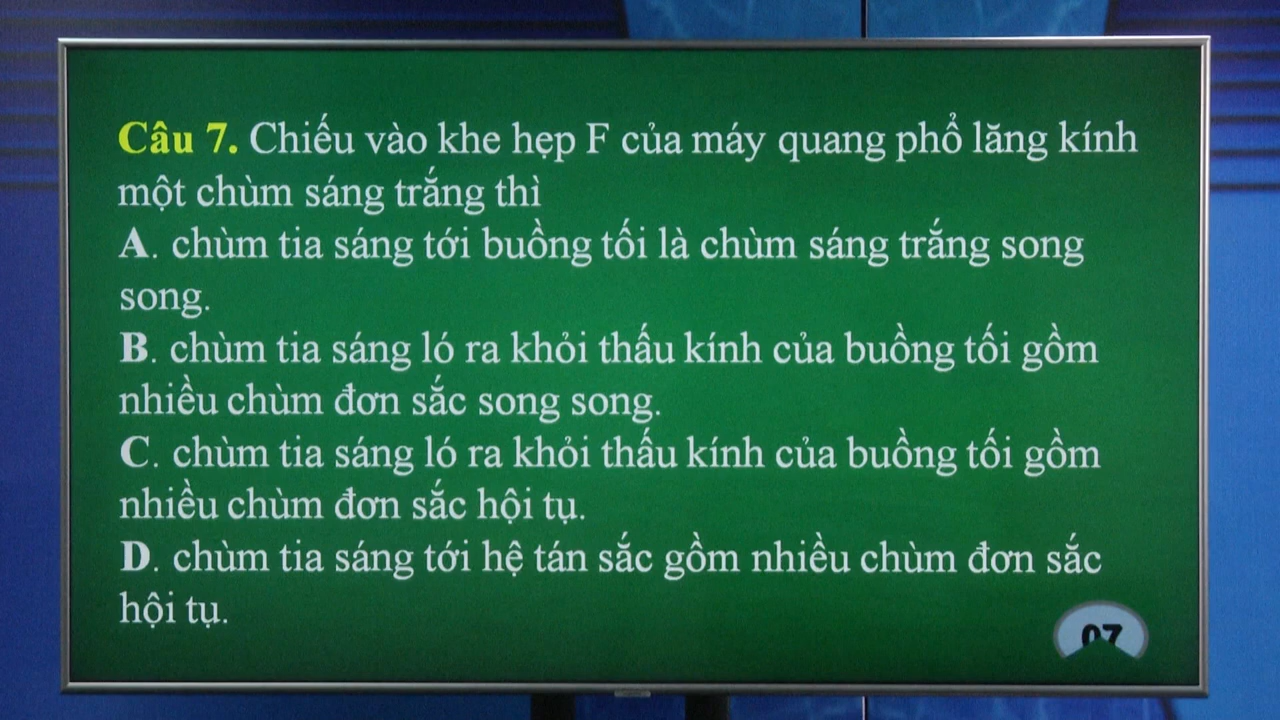 Câu 7. Chiếu vào khe hẹp F của máy quang phổ lăng kính
một chùm sáng trắng thì
A. chùm tia sáng tới buồng tối là chùm sáng trắng song
song.
B. chùm tia sáng ló ra khỏi thấu kính của buồng tối gồm
nhiều chùm đơn sắc song song.
C. chùm tia sáng ló ra khỏi thấu kính của buồng tối gồm
nhiều chùm đơn sắc hội tụ.
D. chùm tia sáng tới hệ tán sắc gồm nhiều chùm đơn sắc
hội tụ.
07